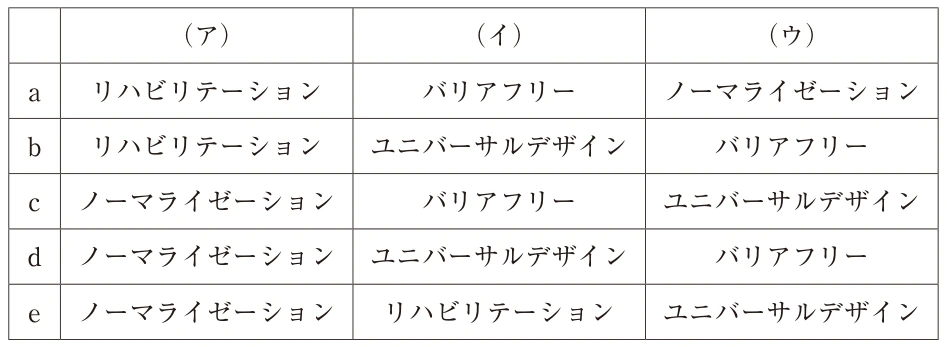 （ア） （イ） （ウ）
a リハビリテーション バリアフリー ノーマライゼーション
b リハビリテーション ユニバーサルデザイン バリアフリー
c ノーマライゼーション バリアフリー ユニバーサルデザイン
d ノーマライゼーション ユニバーサルデザイン バリアフリー
e ノーマライゼーション リハビリテーション ユニバーサルデザイン